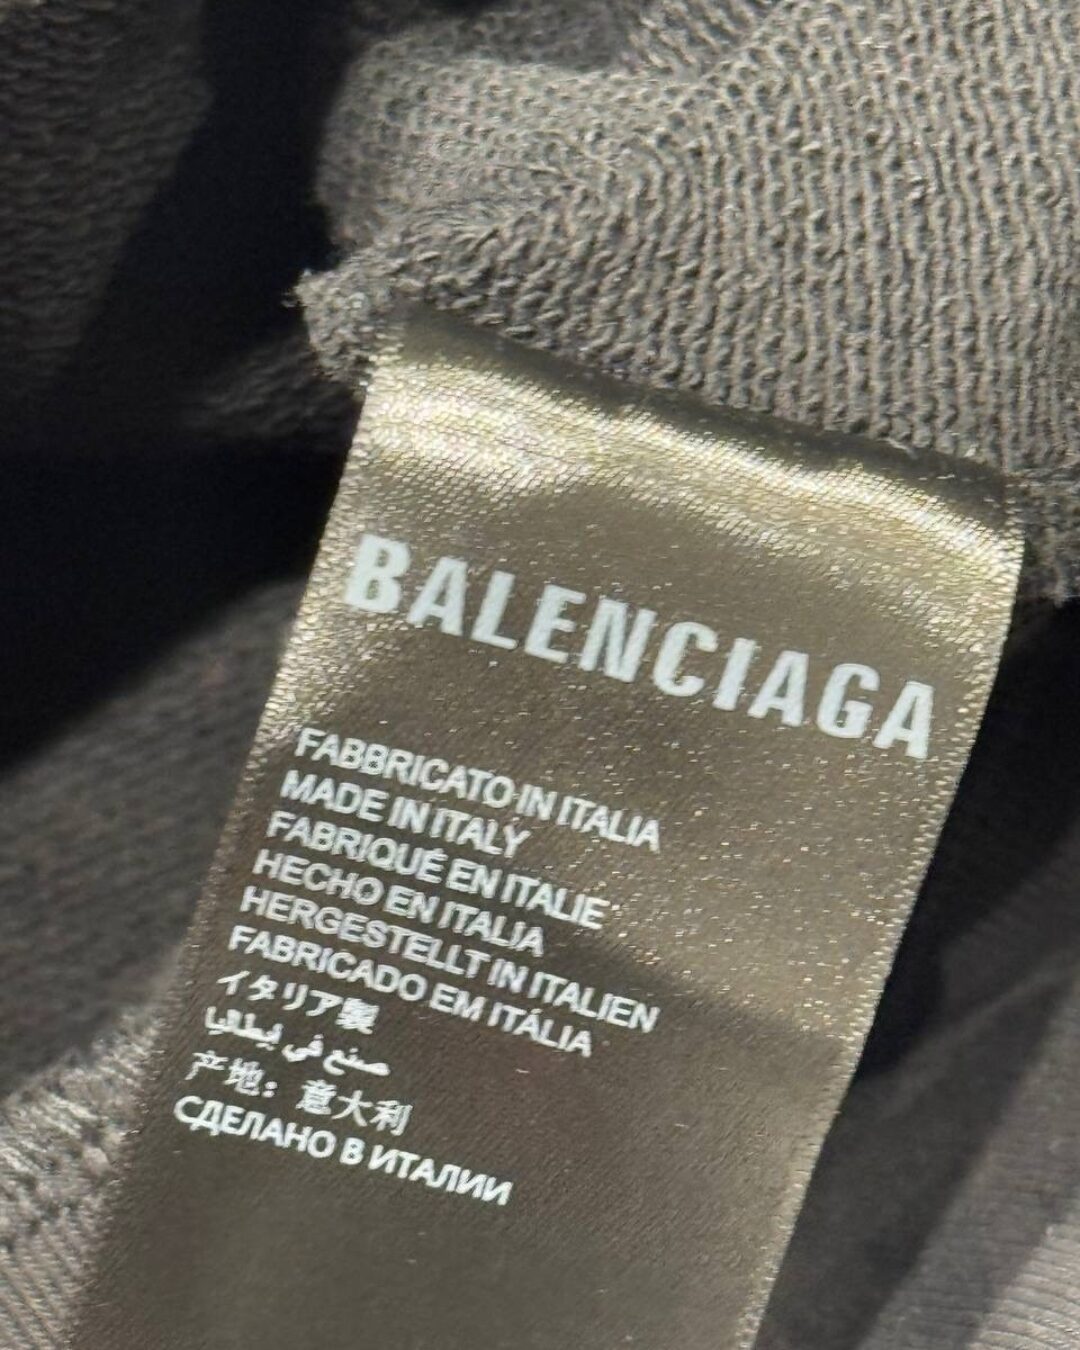 BALENCIAGA
FABBRICATO IN ITALIA
MADE IN ITALY
FABRIQUÉ EN ITALIE
HECHO EN ITALIA
HERGESTELLT IN ITALIEN
FABRICADO EM ITÁLIA
イタリア製
صنع في إيطاليا
产地：意大利
СДЕЛАНО В ИТАЛИИ